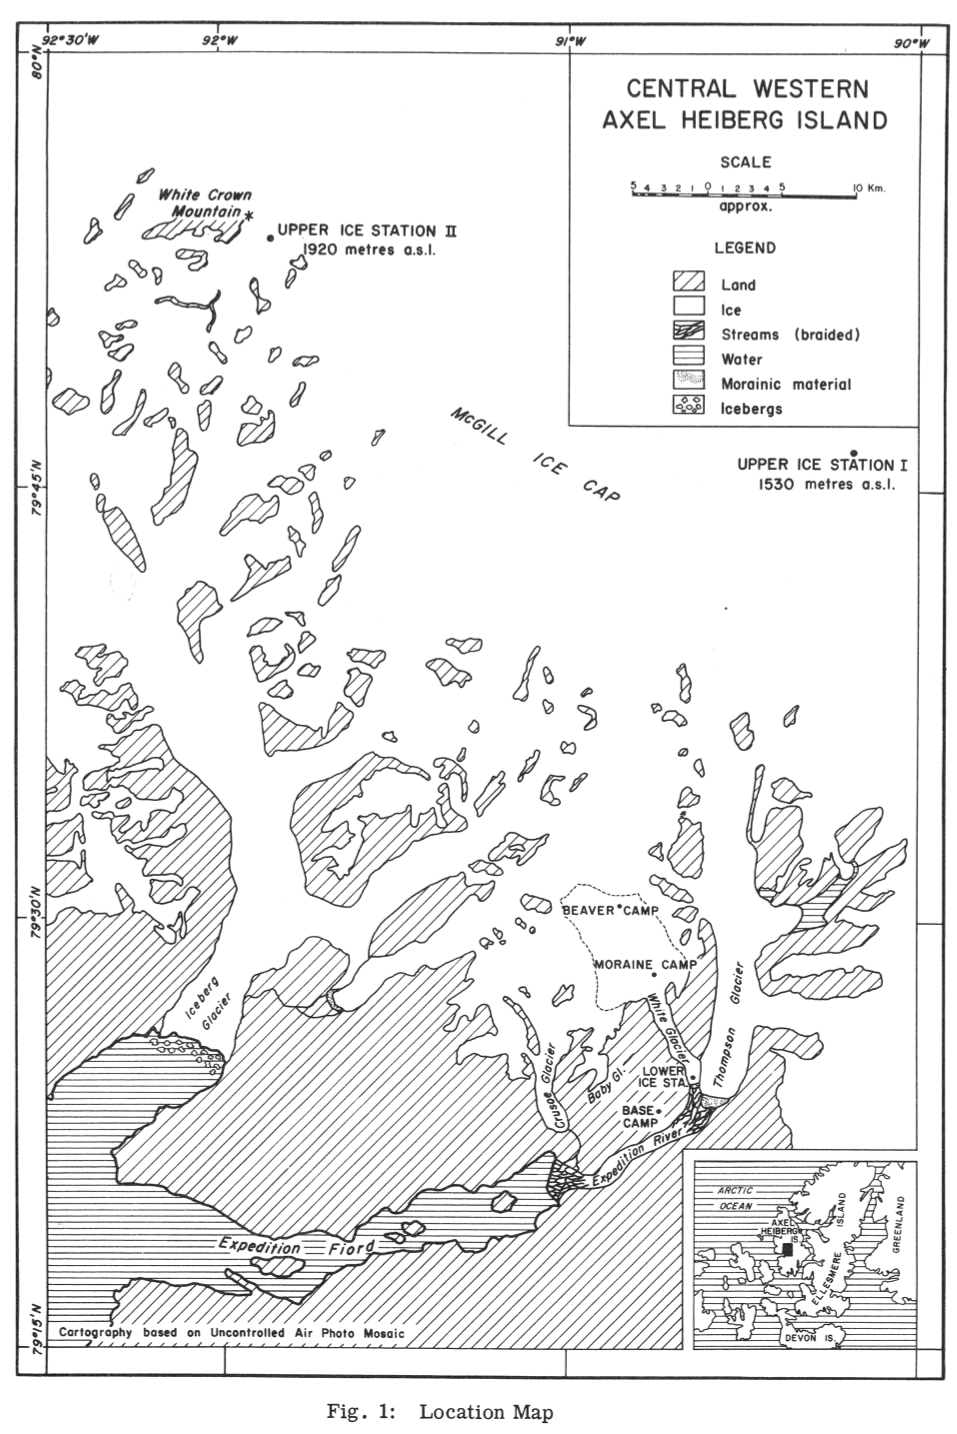 92°30'W
92°W
91°W
90°W
80°N
CENTRAL WESTERN
AXEL HEIBERG ISLAND
SCALE
5 4 3 2 1 0 1 2 3 4 5 10 Km.
approx.
LEGEND
Land
Ice
Streams (braided)
Water
Morainic material
Icebergs
White Crown
Mountain *
UPPER ICE STATION II
1920 metres a.s.l.
McGILL ICE CAP
UPPER ICE STATION I
1530 metres a.s.l.
79°45'N
79°30'N
BEAVER CAMP
MORAINE CAMP
Iceberg
Glacier
White Glacier
Thompson Glacier
Crusoe Glacier
Baby Gl.
LOWER
ICE STA.
BASE
CAMP
Expedition River
Expedition Fiord
79°15'N
Cartography based on Uncontrolled Air Photo Mosaic
ARCTIC
OCEAN
AXEL
HEIBERG
IS.
ELLESMERE ISLAND
GREENLAND
DEVON IS.
Fig. 1: Location Map